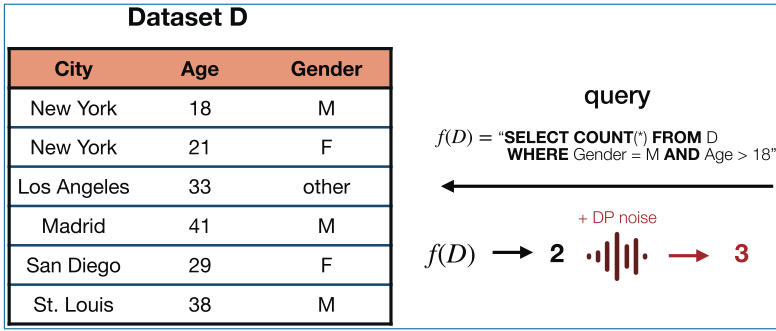 Dataset D
City Age Gender
New York 18 M
New York 21 F
Los Angeles 33 other
Madrid 41 M
San Diego 29 F
St. Louis 38 M
query
f(D) = “SELECT COUNT(*) FROM D
WHERE Gender = M AND Age > 18”
+ DP noise
f(D) → 2 → 3